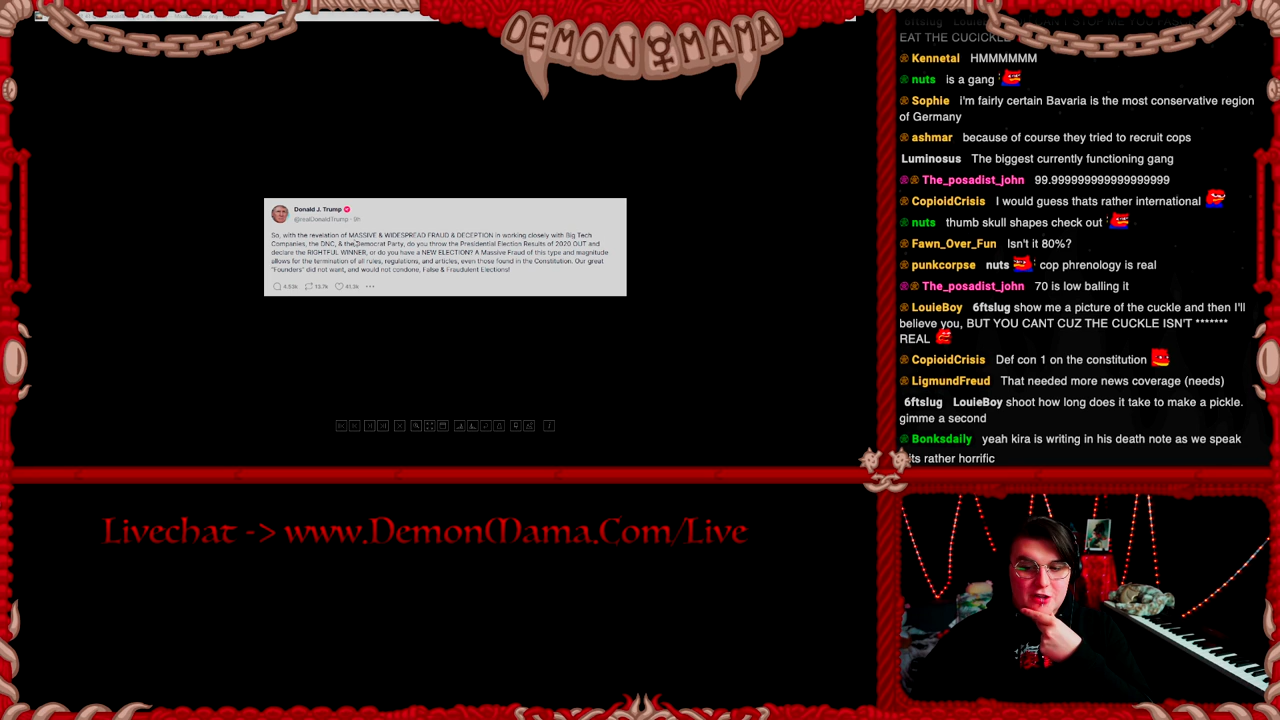 DEMON MAMA
Donald J. Trump
@realDonaldTrump · 9h
So, with the revelation of MASSIVE & WIDESPREAD FRAUD & DECEPTION in working closely with Big Tech
Companies, the DNC, & the Democrat Party, do you throw the Presidential Election Results of 2020 OUT and
declare the RIGHTFUL WINNER, or do you have a NEW ELECTION? A Massive Fraud of this type and magnitude
allows for the termination of all rules, regulations, and articles, even those found in the Constitution. Our great
"Founders" did not want, and would not condone, False & Fraudulent Elections!
4.53k 13.7k 41.3k
EAT THE CUCICKLE
Kennetal HMMMMMM
nuts is a gang
Sophie i'm fairly certain Bavaria is the most conservative region
of Germany
ashmar because of course they tried to recruit cops
Luminosus The biggest currently functioning gang
The_posadist_john 99.999999999999999999
CopioidCrisis I would guess thats rather international
nuts thumb skull shapes check out
Fawn_Over_Fun Isn't it 80%?
punkcorpse nuts cop phrenology is real
The_posadist_john 70 is low balling it
LouieBoy 6ftslug show me a picture of the cuckle and then I'll
believe you, BUT YOU CANT CUZ THE CUCKLE ISN'T *******
REAL
CopioidCrisis Def con 1 on the constitution
LigmundFreud That needed more news coverage (needs)
6ftslug LouieBoy shoot how long does it take to make a pickle.
gimme a second
Bonksdaily yeah kira is writing in his death note as we speak
its rather horrific
Livechat -> www.DemonMama.Com/Live